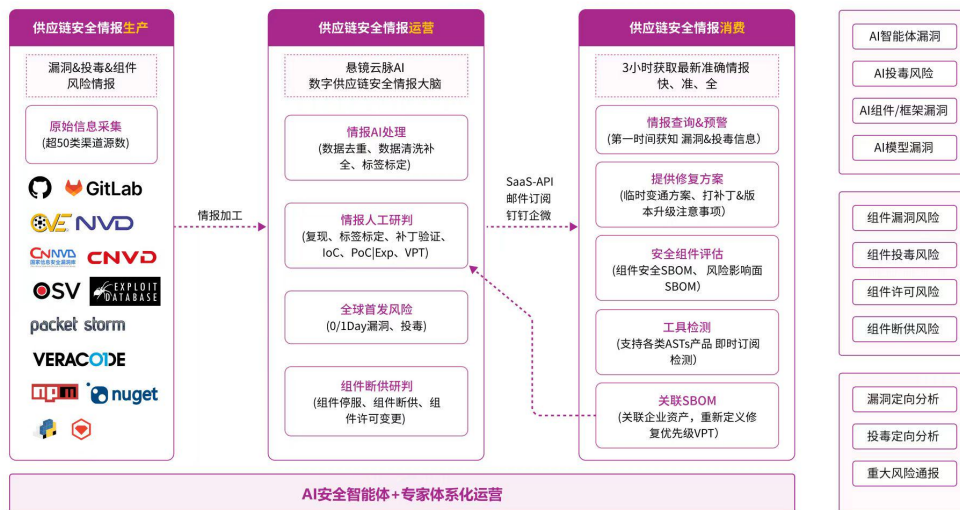 供应链安全情报生产
漏洞&投毒&组件
风险情报
原始信息采集
(超50类渠道源数)
GitLab
CVE NVD
CNNVD
国家信息安全漏洞库
CNVD
OSV
EXPLOIT
DATABASE
packet storm
VERACODE
npm
nuget
情报加工
供应链安全情报运营
悬镜云脉AI
数字供应链安全情报大脑
情报AI处理
(数据去重、数据清洗补
全、标签标定)
情报人工研判
(复现、标签标定、补丁验证、
IoC、PoC|Exp、VPT)
全球首发风险
(0/1Day漏洞、投毒)
组件断供研判
(组件停服、组件断供、组
件许可变更)
SaaS-API
邮件订阅
钉钉企微
供应链安全情报消费
3小时获取最新准确情报
快、准、全
情报查询&预警
(第一时间获知 漏洞&投毒信息)
提供修复方案
(临时变通方案、打补丁&版
本升级注意事项)
安全组件评估
(组件安全SBOM、 风险影响面
SBOM)
工具检测
(支持各类ASTs产品 即时订阅
检测)
关联SBOM
(关联企业资产，重新定义修
复优先级VPT)
AI安全智能体+专家体系化运营
AI智能体漏洞
AI投毒风险
AI组件/框架漏洞
AI模型漏洞
组件漏洞风险
组件投毒风险
组件许可风险
组件断供风险
漏洞定向分析
投毒定向分析
重大风险通报